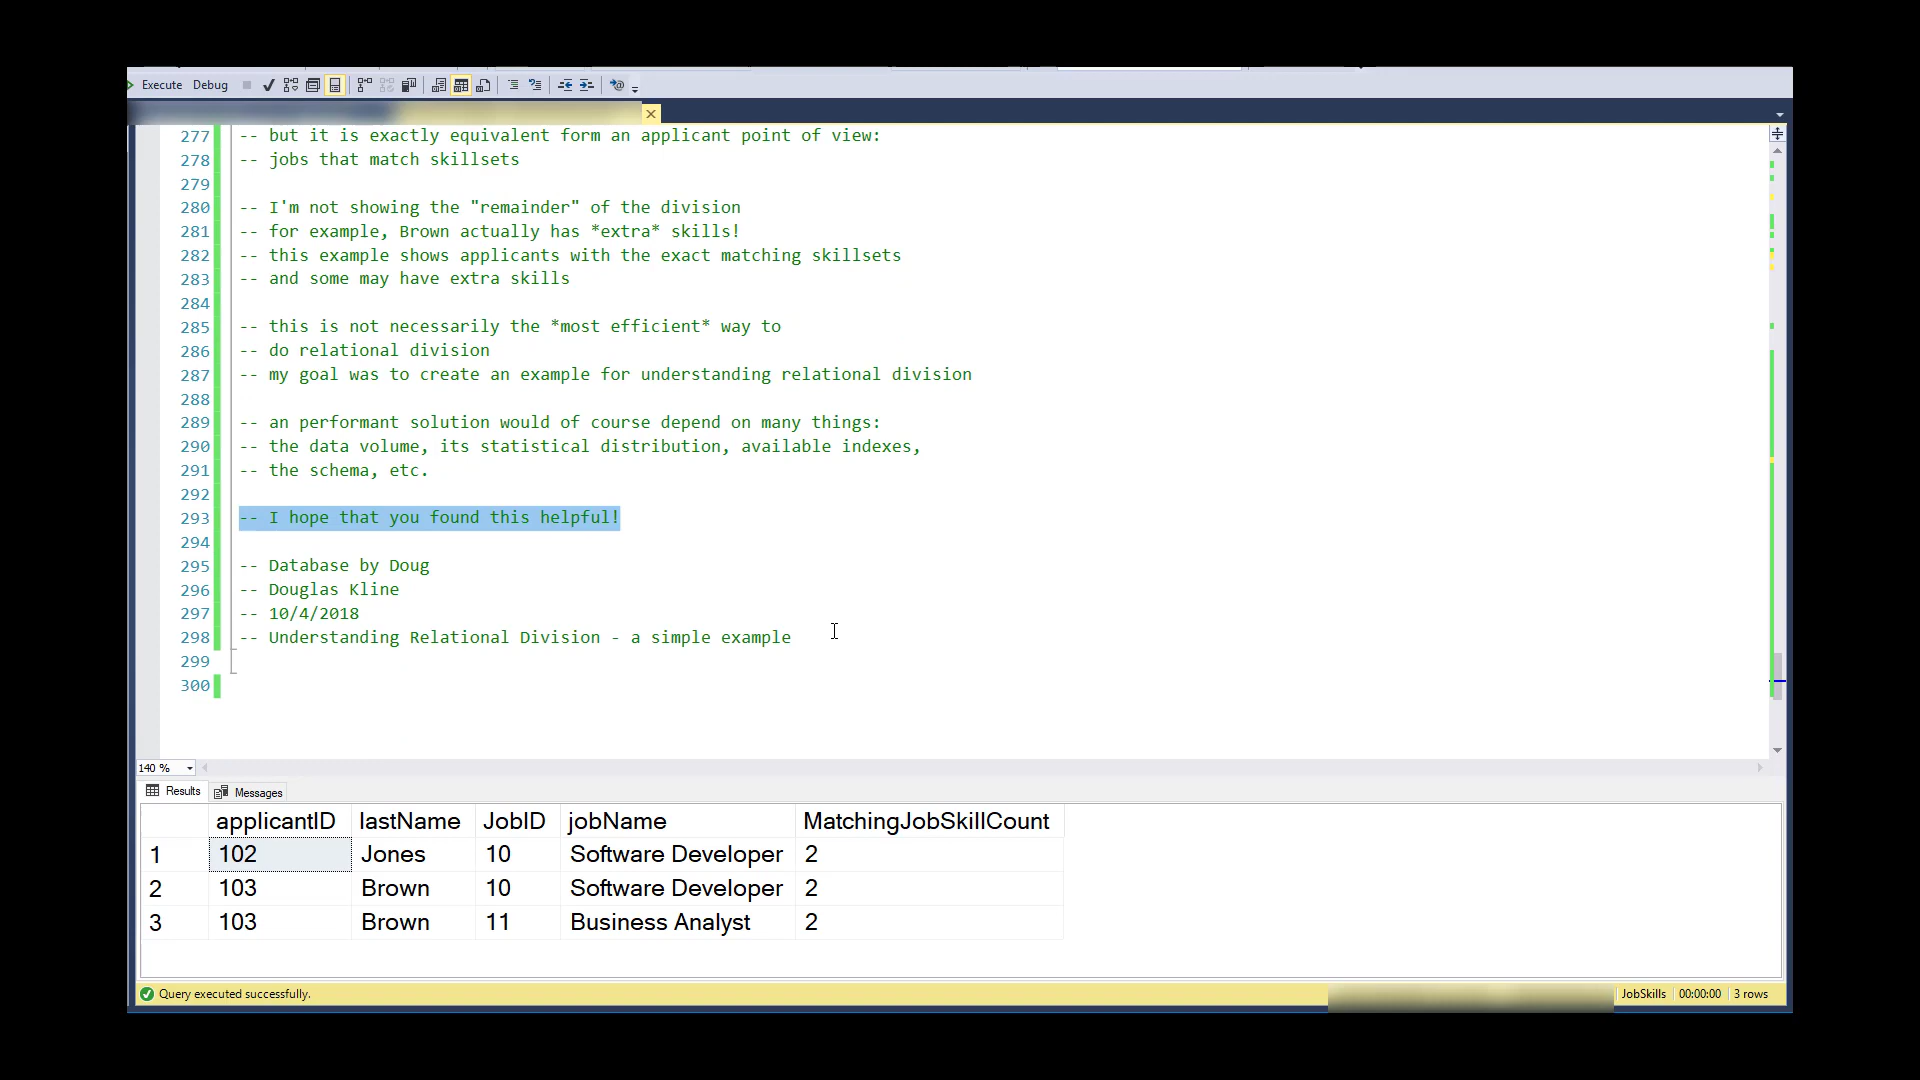 Execute Debug
277 -- but it is exactly equivalent form an applicant point of view:
278 -- jobs that match skillsets
279
280 -- I'm not showing the "remainder" of the division
281 -- for example, Brown actually has *extra* skills!
282 -- this example shows applicants with the exact matching skillsets
283 -- and some may have extra skills
284
285 -- this is not necessarily the *most efficient* way to
286 -- do relational division
287 -- my goal was to create an example for understanding relational division
288
289 -- an performant solution would of course depend on many things:
290 -- the data volume, its statistical distribution, available indexes,
291 -- the schema, etc.
292
293 -- I hope that you found this helpful!
294
295 -- Database by Doug
296 -- Douglas Kline
297 -- 10/4/2018
298 -- Understanding Relational Division - a simple example
299
300
140 %
Results Messages
applicantID lastName JobID jobName MatchingJobSkillCount
1 102 Jones 10 Software Developer 2
2 103 Brown 10 Software Developer 2
3 103 Brown 11 Business Analyst 2
Query executed successfully. JobSkills 00:00:00 3 rows